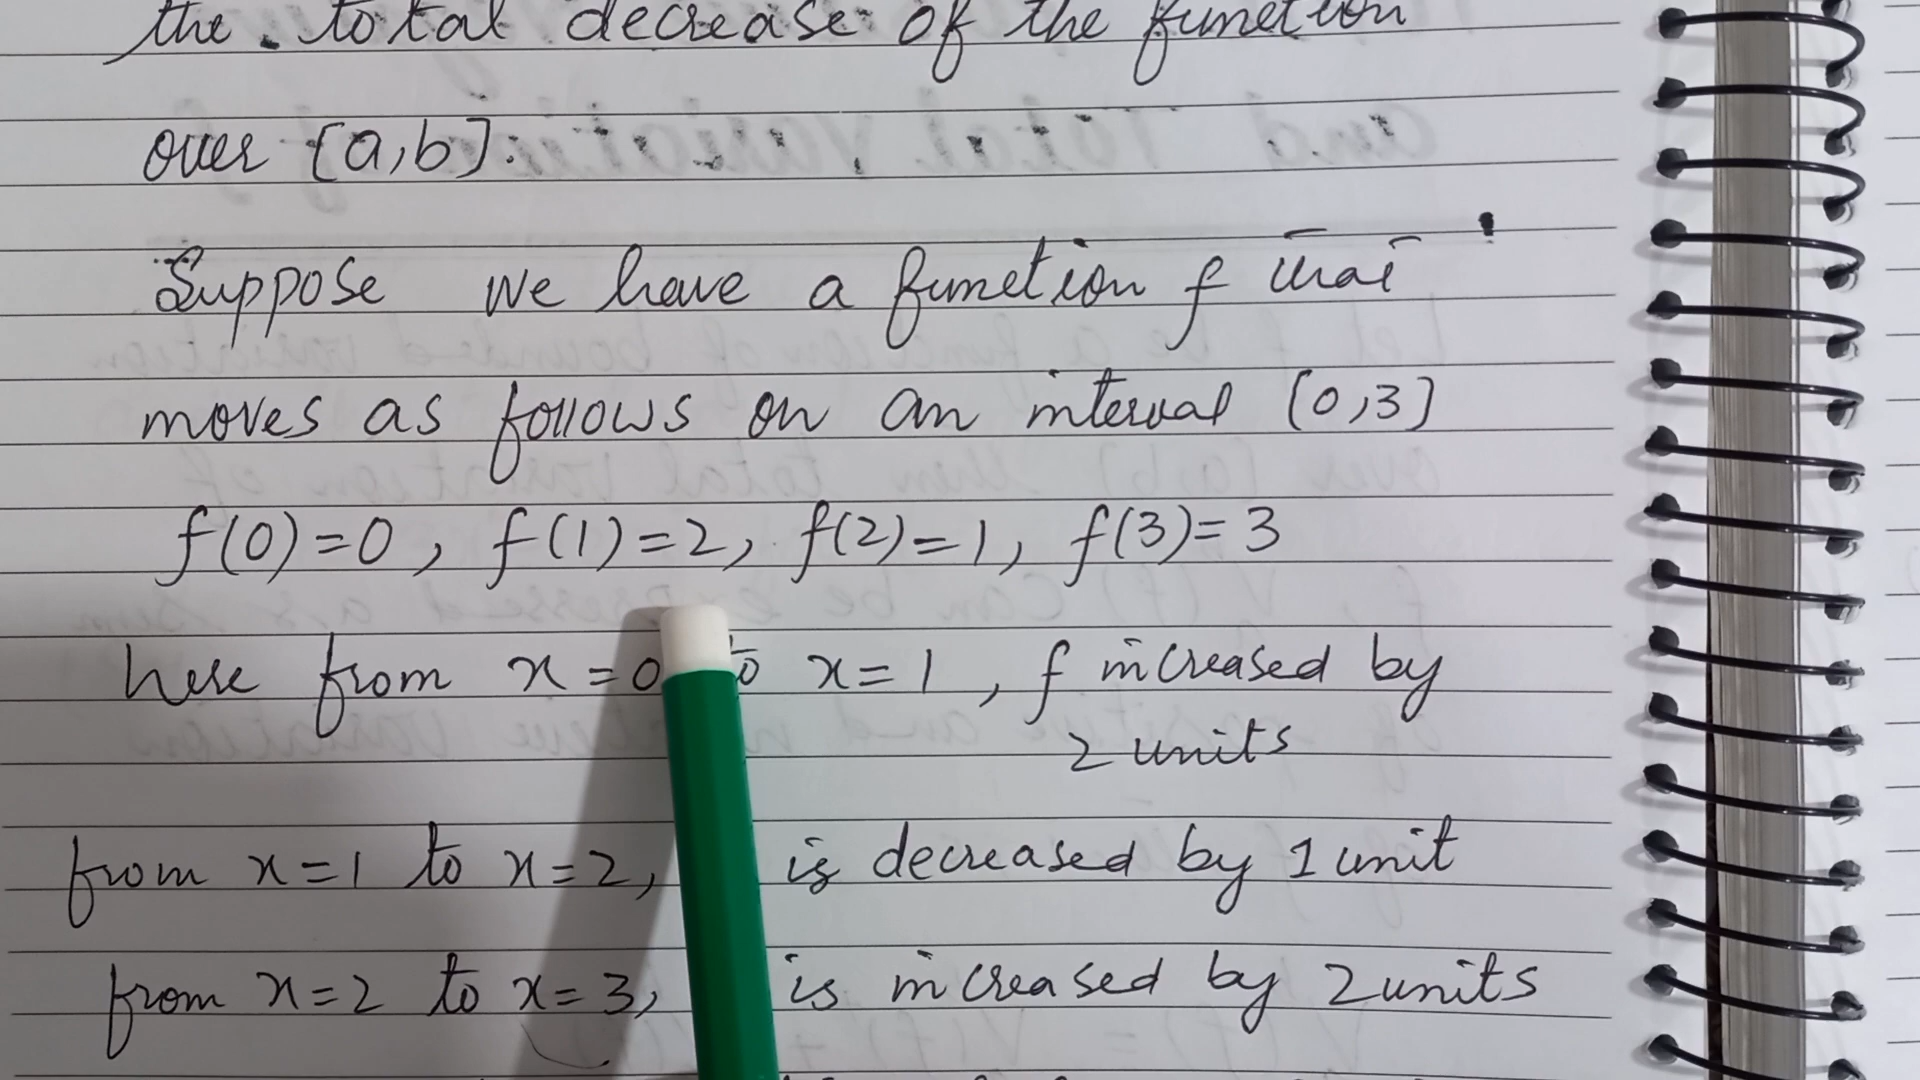 the total decrease of the function
over [a,b].
Suppose we have a function f that
moves as follows on an interval [0,3]
f(0)=0, f(1)=2, f(2)=1, f(3)=3
here from x=0 to x=1, f increased by
2 units
from x=1 to x=2, is decreased by 1 unit
from x=2 to x=3, is increased by 2 units